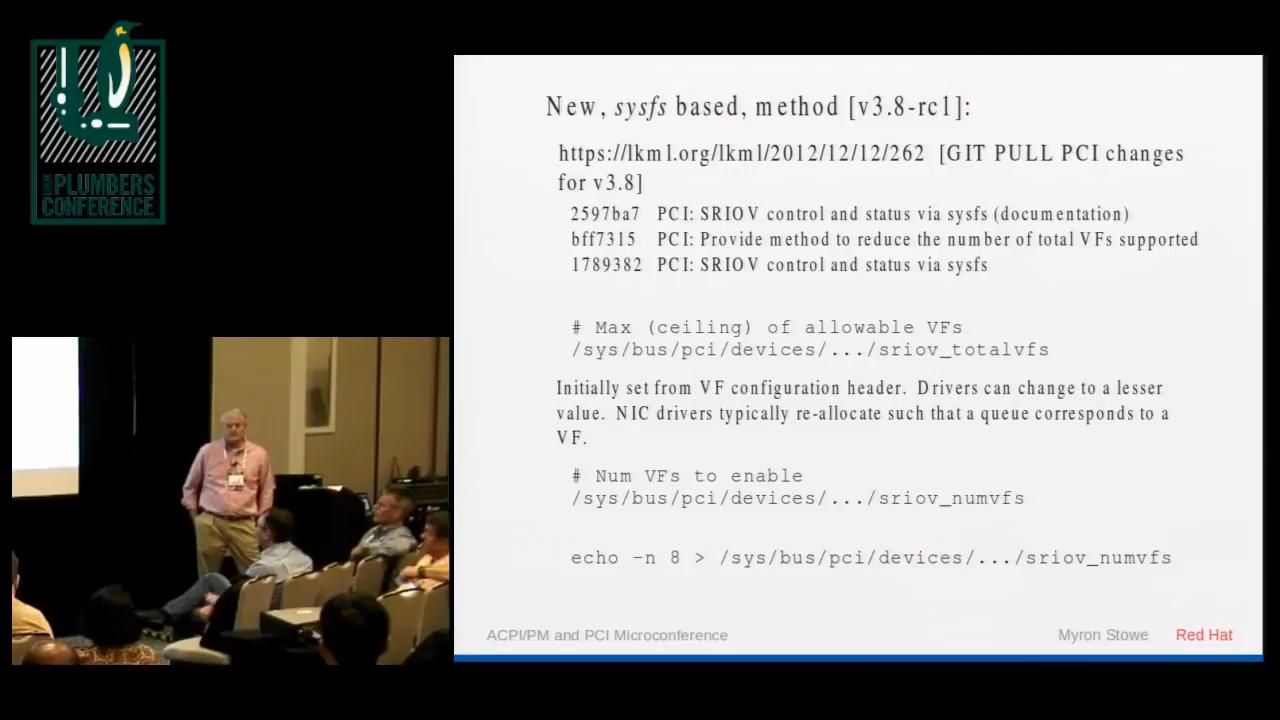 LINUX
PLUMBERS
CONFERENCE
New, sysfs based, method [v3.8-rc1]:
https://lkml.org/lkml/2012/12/12/262 [GIT PULL PCI changes
for v3.8]
2597ba7 PCI: SRIOV control and status via sysfs (documentation)
bff7315 PCI: Provide method to reduce the number of total VFs supported
1789382 PCI: SRIOV control and status via sysfs
# Max (ceiling) of allowable VFs
/sys/bus/pci/devices/.../sriov_totalvfs
Initially set from VF configuration header. Drivers can change to a lesser
value. NIC drivers typically re-allocate such that a queue corresponds to a
VF.
# Num VFs to enable
/sys/bus/pci/devices/.../sriov_numvfs
echo -n 8 > /sys/bus/pci/devices/.../sriov_numvfs
ACPI/PM and PCI Microconference Myron Stowe Red Hat